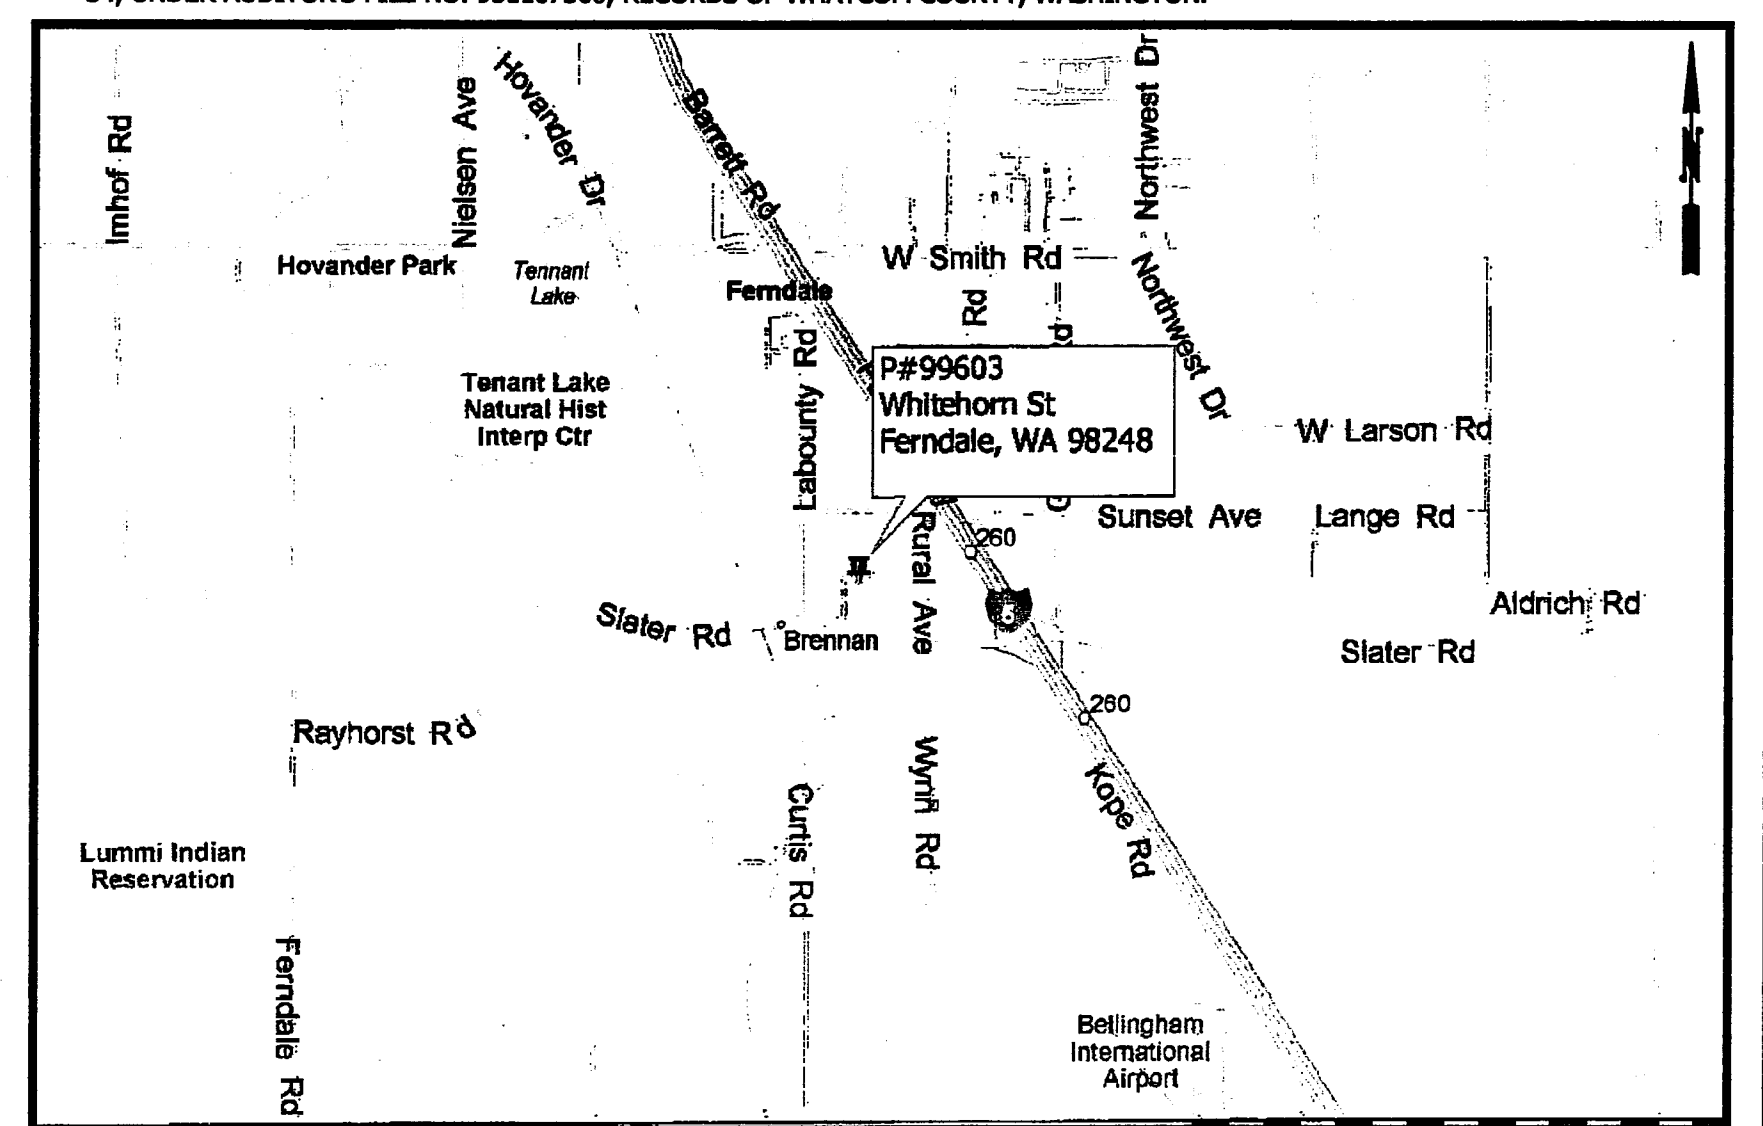 Imhof Rd
Nielsen Ave
Hovander Dr
Barrett Rd
Northwest Dr
N
Hovander Park
Tennant
Lake
W Smith Rd
Ferndale
Rd
Northwest Dr
Labounty Rd
P#99603
Whitehorn St
Ferndale, WA 98248
Tenant Lake
Natural Hist
Interp Ctr
W Larson Rd
Sunset Ave
Lange Rd
Rural Ave
260
Slater Rd
Brennan
Aldrich Rd
Slater Rd
260
Rayhorst Rd
Wynn Rd
Kope Rd
Curtis Rd
Lummi Indian
Reservation
Ferndale Rd
Bellingham
International
Airport